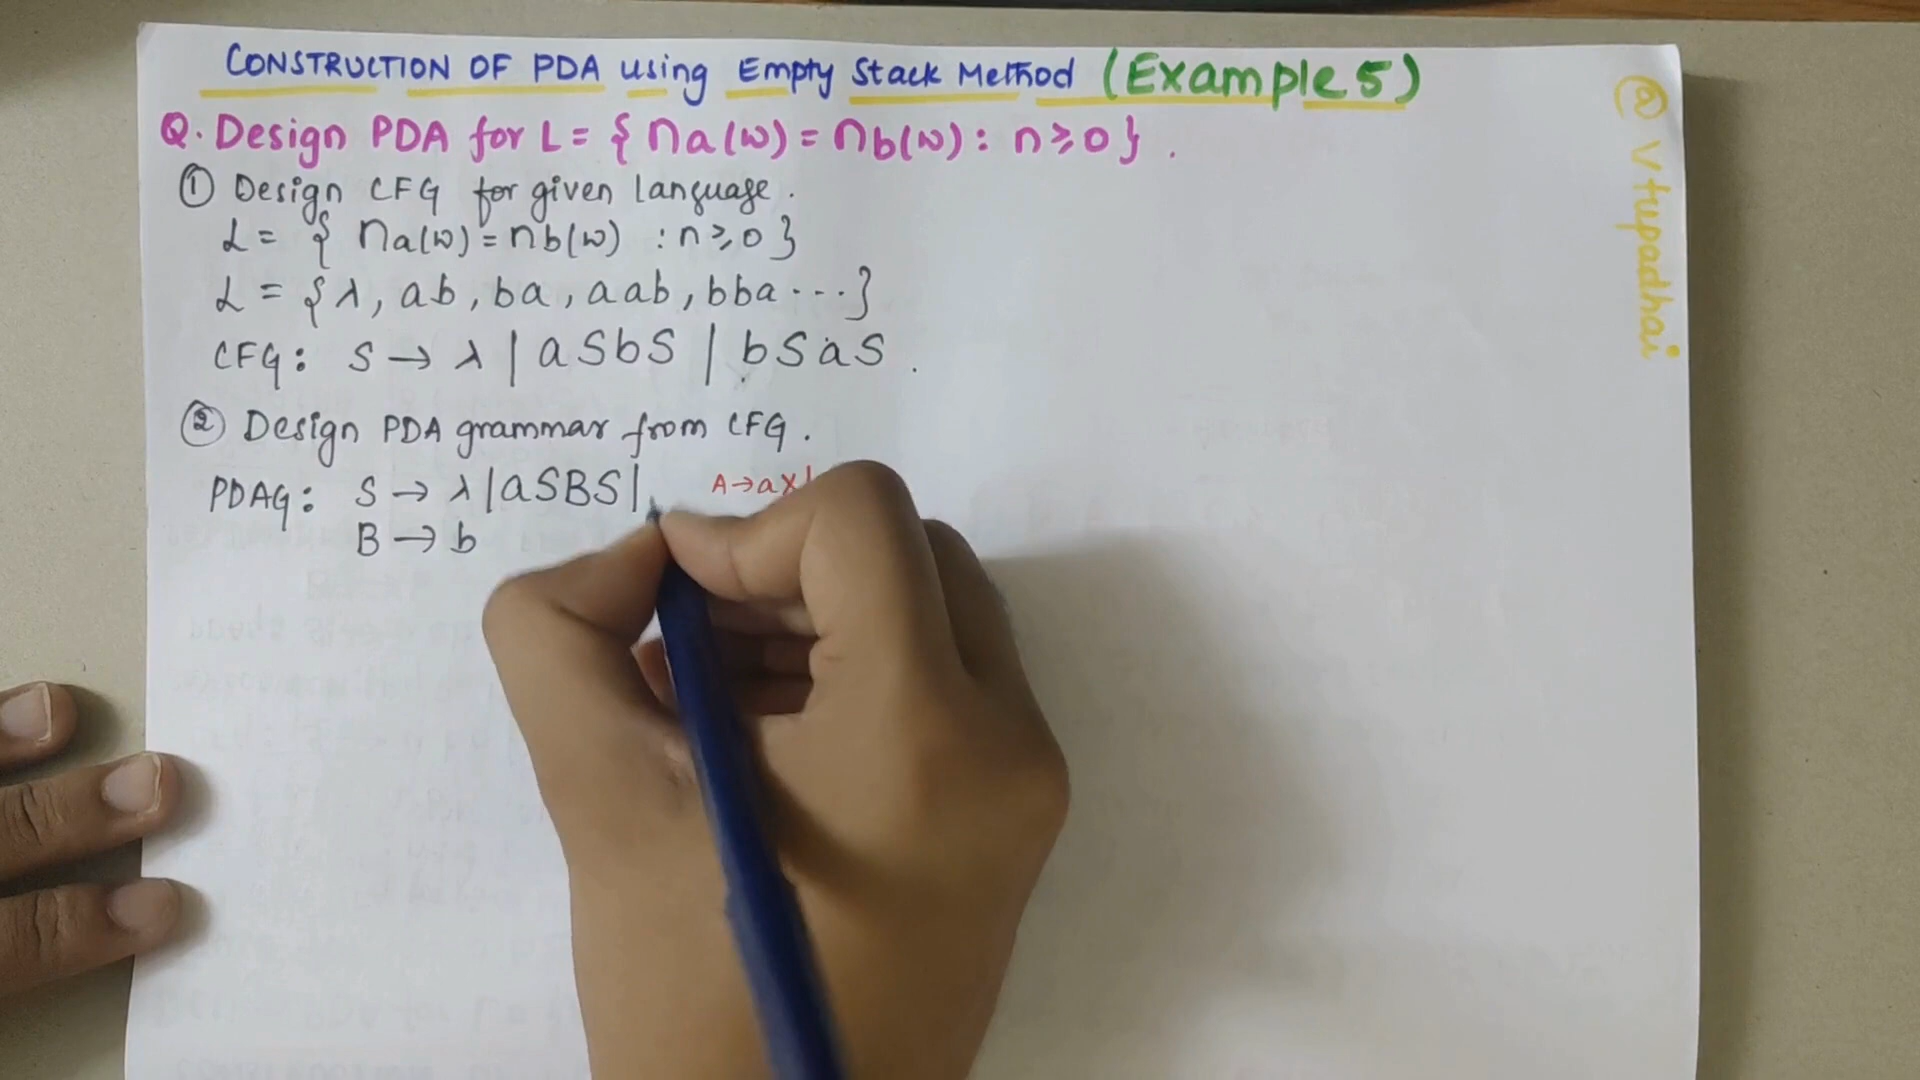 CONSTRUCTION OF PDA using Empty Stack Method (Example 5)
Q. Design PDA for L = { na(w) = nb(w) : n ≥ 0 } .
① Design CFG for given language .
L = { na(w) = nb(w) : n ≥ 0 }
L = { λ, ab, ba, aab, bba --- }
CFG: S → λ | aSbS | bSaS .
② Design PDA grammar from CFG .
PDAG: S → λ | aSBS | A → aX |
B → b
@ Vtupadhai